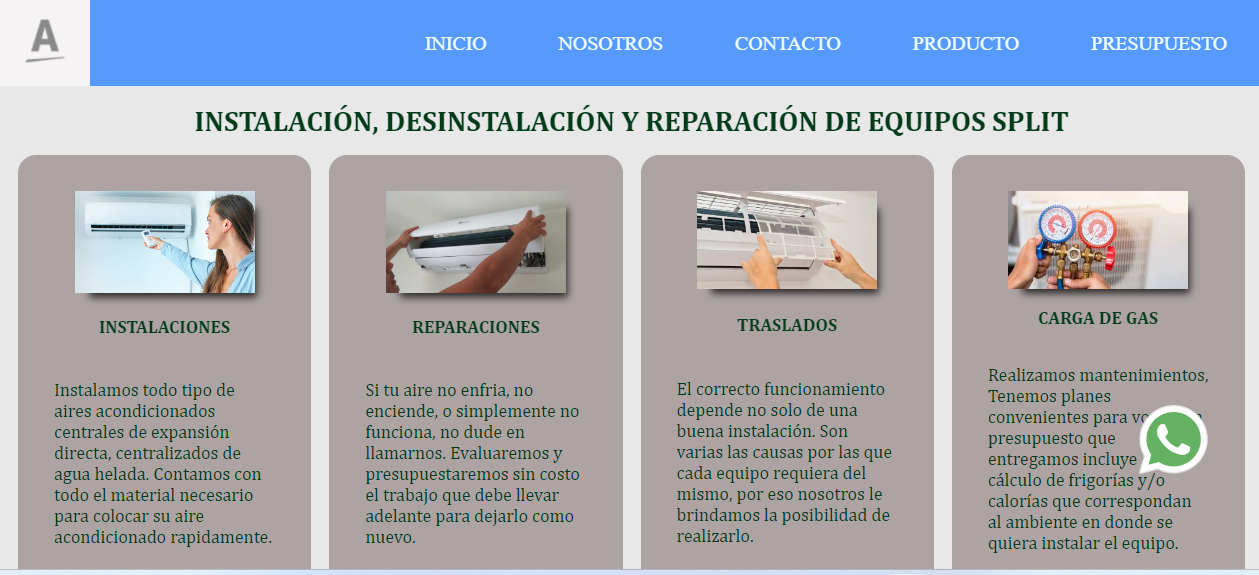 A
INICIO
NOSOTROS
CONTACTO
PRODUCTO
PRESUPUESTO
INSTALACIÓN, DESINSTALACIÓN Y REPARACIÓN DE EQUIPOS SPLIT
INSTALACIONES
Instalamos todo tipo de
aires acondicionados
centrales de expansión
directa, centralizados de
agua helada. Contamos con
todo el material necesario
para colocar su aire
acondicionado rapidamente.
REPARACIONES
Si tu aire no enfria, no
enciende, o simplemente no
funciona, no dude en
llamarnos. Evaluaremos y
presupuestaremos sin costo
el trabajo que debe llevar
adelante para dejarlo como
nuevo.
TRASLADOS
El correcto funcionamiento
depende no solo de una
buena instalación. Son
varias las causas por las que
cada equipo requiera del
mismo, por eso nosotros le
brindamos la posibilidad de
realizarlo.
CARGA DE GAS
Realizamos mantenimientos,
Tenemos planes
convenientes para
presupuesto que
entregamos incluye
cálculo de frigorías y/o
calorías que correspondan
al ambiente en donde se
quiera instalar el equipo.